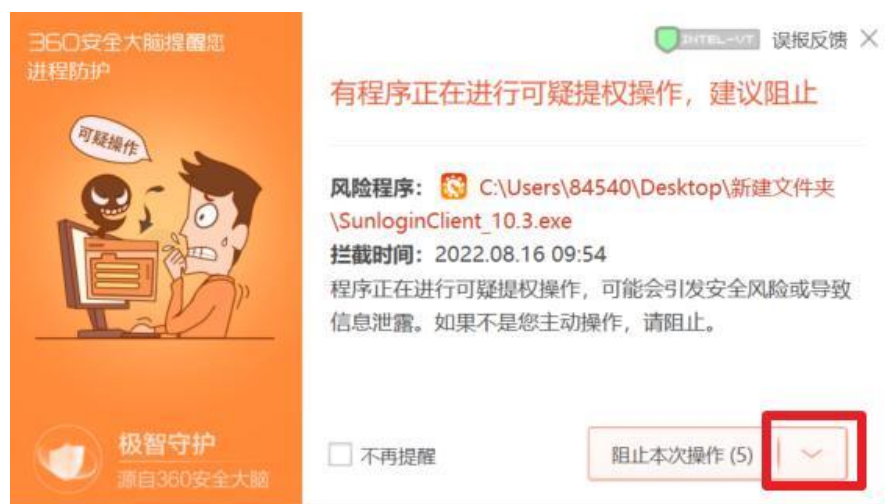 360安全大脑提醒您
进程防护
可疑操作
极智守护
源自360安全大脑
INTEL-VT 误报反馈
有程序正在进行可疑提权操作，建议阻止
风险程序： C:\Users\84540\Desktop\新建文件夹
\SunloginClient_10.3.exe
拦截时间：2022.08.16 09:54
程序正在进行可疑提权操作，可能会引发安全风险或导致
信息泄露。如果不是您主动操作，请阻止。
不再提醒 阻止本次操作 (5)